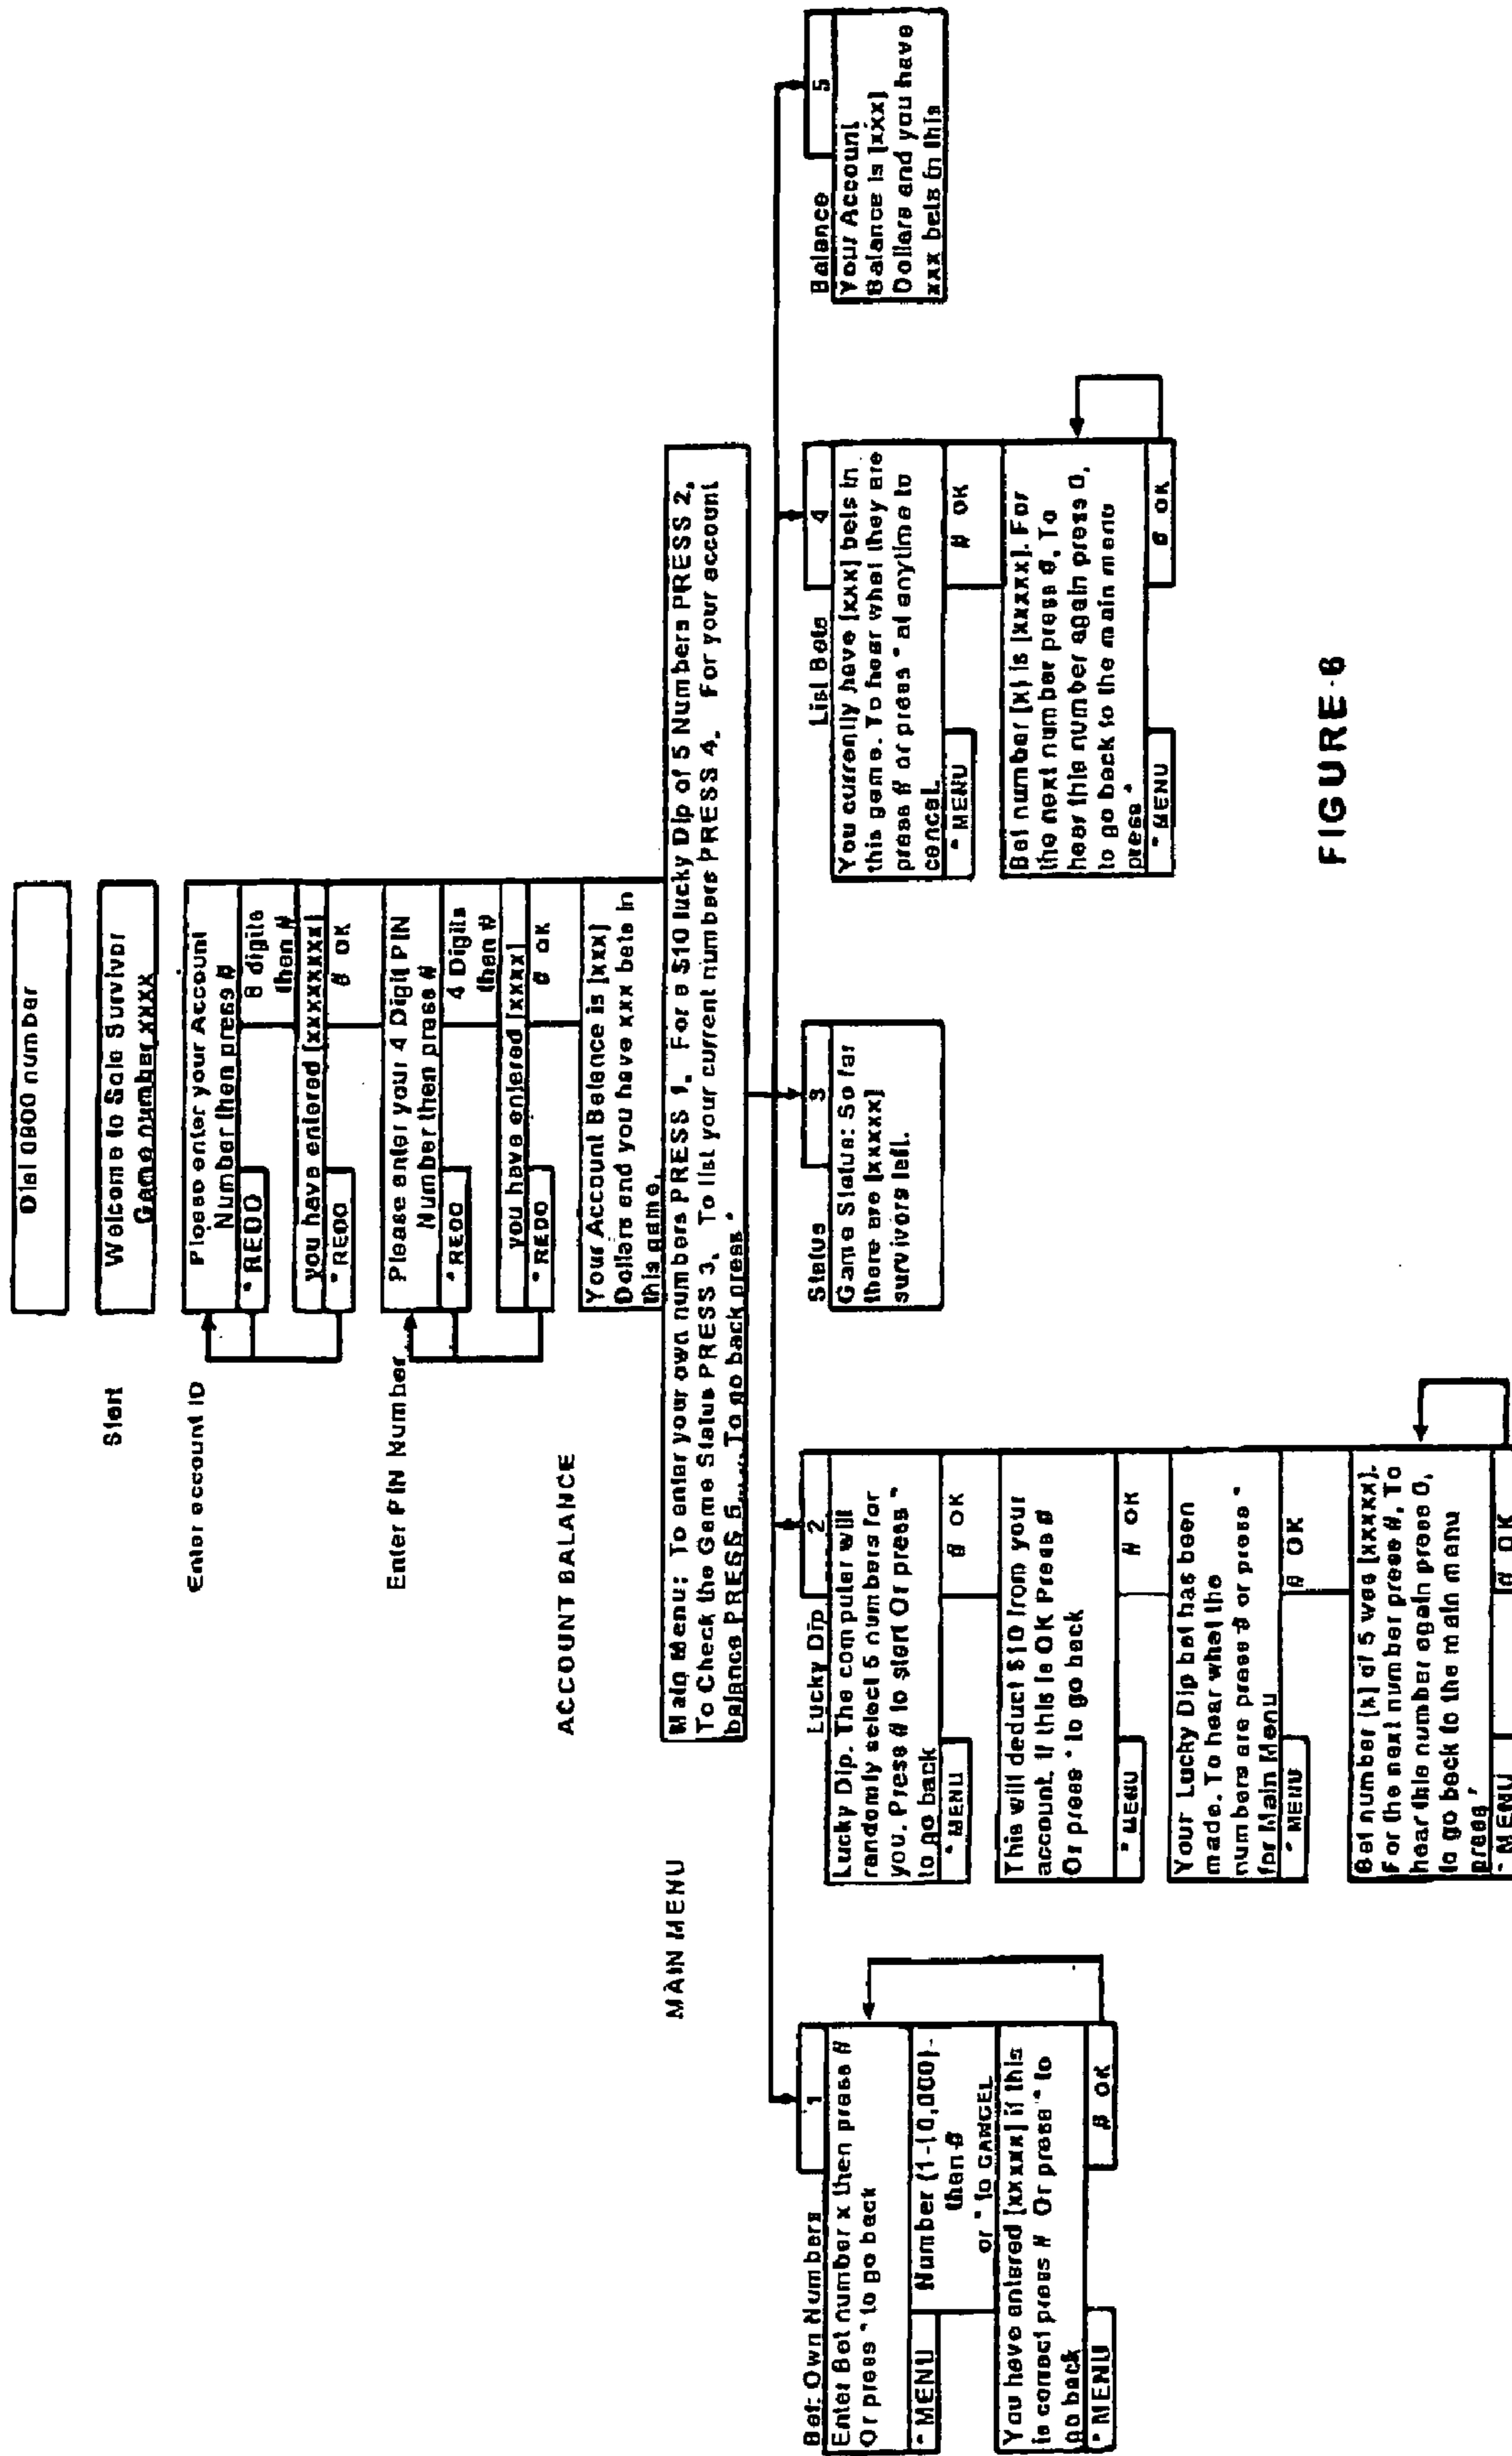 Dial 0800 number
Start
Welcome to Sole Survivor
Game number xxxx
Enter account ID
Please enter your Account
Number then press #
* REDO
8 digits
then #
you have entered [xxxxxxxx]
* REDO
# OK
Enter PIN Number
Please enter your 4 Digit PIN
Number then press #
* REDO
4 Digits
then #
you have entered [xxxx]
* REDO
# OK
ACCOUNT BALANCE
Your Account Balance is [xxx]
Dollars and you have xxx bets in
this game.
MAIN MENU
Main Menu: To enter your own numbers PRESS 1. For a $10 lucky Dip of 5 Numbers PRESS 2.
To Check the Game Status PRESS 3. To list your current numbers PRESS 4. For your account
balance PRESS 5. To go back press *
Bet: Own Numbers
1
Enter Bet number x then press #
Or press * to go back
* MENU
Number (1-10,000).
then #
or * to CANCEL
You have entered [xxxxx] if this
is correct press # Or press * to
go back
* MENU
# OK
Lucky Dip
2
Lucky Dip. The computer will
randomly select 5 numbers for
you. Press # to start Or press *
to go back
* MENU
# OK
This will deduct $10 from your
account. If this is OK Press #
Or press * to go back
* MENU
# OK
Your Lucky Dip bet has been
made. To hear what the
numbers are press # or press *
for Main Menu
* MENU
# OK
Bet number [x] of 5 was [xxxxx].
For the next number press #, To
hear this number again press 0,
to go back to the main menu
press *
* MENU
# OK
Status
3
Game Status: So far
there are [xxxxx]
survivors left.
List Bets
4
You currently have [xxx] bets in
this game. To hear what they are
press # or press * at anytime to
cancel.
* MENU
# OK
Bet number [x] is [xxxxx]. For
the next number press #, To
hear this number again press 0,
to go back to the main menu
press *
* MENU
# OK
Balance
5
Your Account
Balance is [xxx]
Dollars and you have
xxx bets in this
FIGURE 6